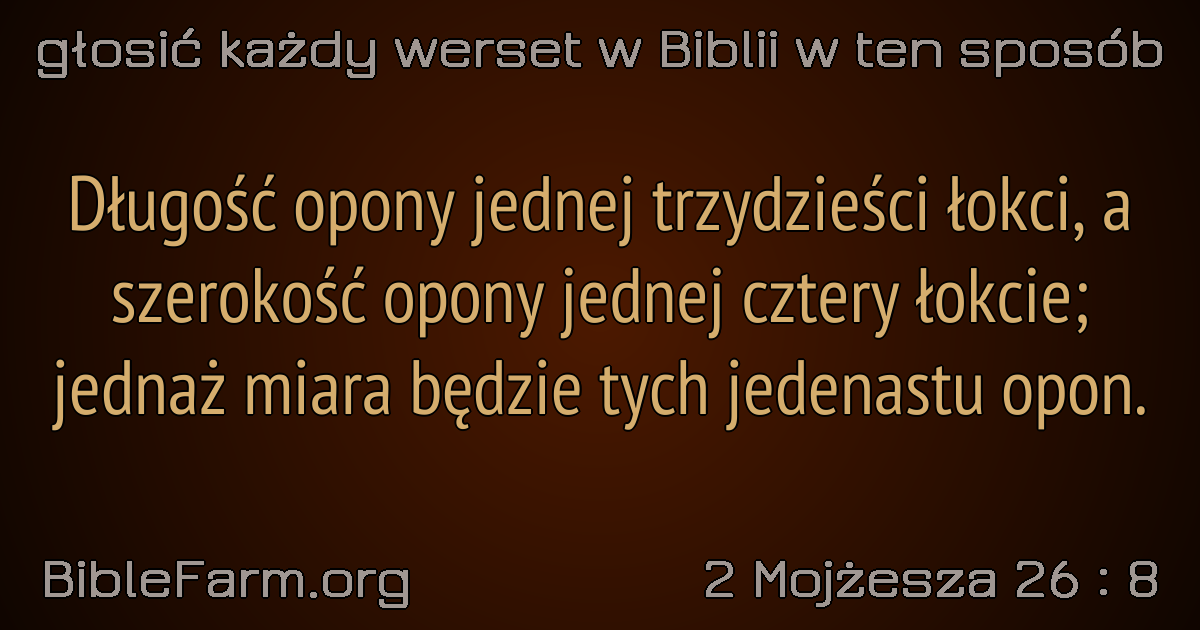 głosić każdy werset w Biblii w ten sposób
Długość opony jednej trzydzieści łokci, a
szerokość opony jednej cztery łokcie;
jednaż miara będzie tych jedenastu opon.
BibleFarm.org
2 Mojżesza 26 : 8